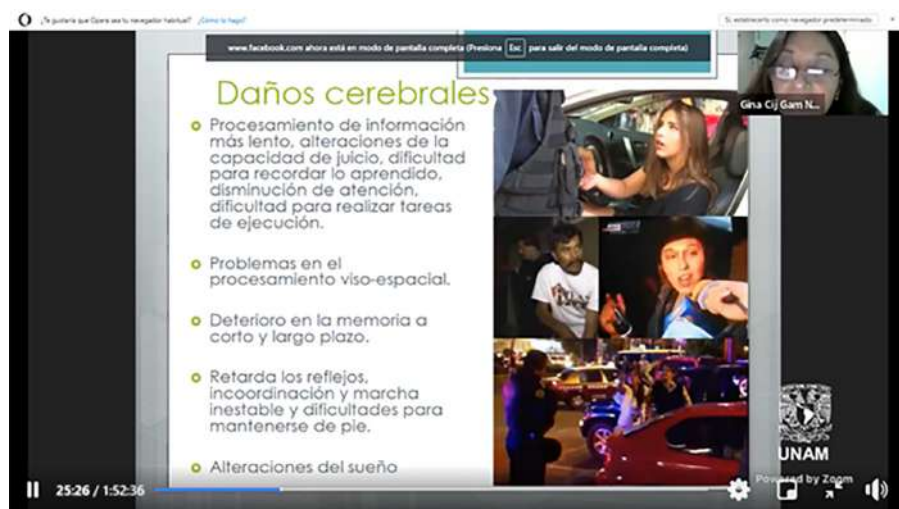 ¿Te gustaría que Opera sea tu navegador habitual? ¿Cómo lo hago?
Sí, establecerlo como navegador predeterminado
www.facebook.com ahora está en modo de pantalla completa (Presiona Esc para salir del modo de pantalla completa)
Gina Cij Gam N...
Daños cerebrales
Procesamiento de información
más lento, alteraciones de la
capacidad de juicio, dificultad
para recordar lo aprendido,
disminución de atención,
dificultad para realizar tareas
de ejecución.
Problemas en el
procesamiento viso-espacial.
Deterioro en la memoria a
corto y largo plazo.
Retarda los reflejos,
incoordinación y marcha
inestable y dificultades para
mantenerse de pie.
Alteraciones del sueño
UNAM
Powered by Zoom
25:26 / 1:52:36